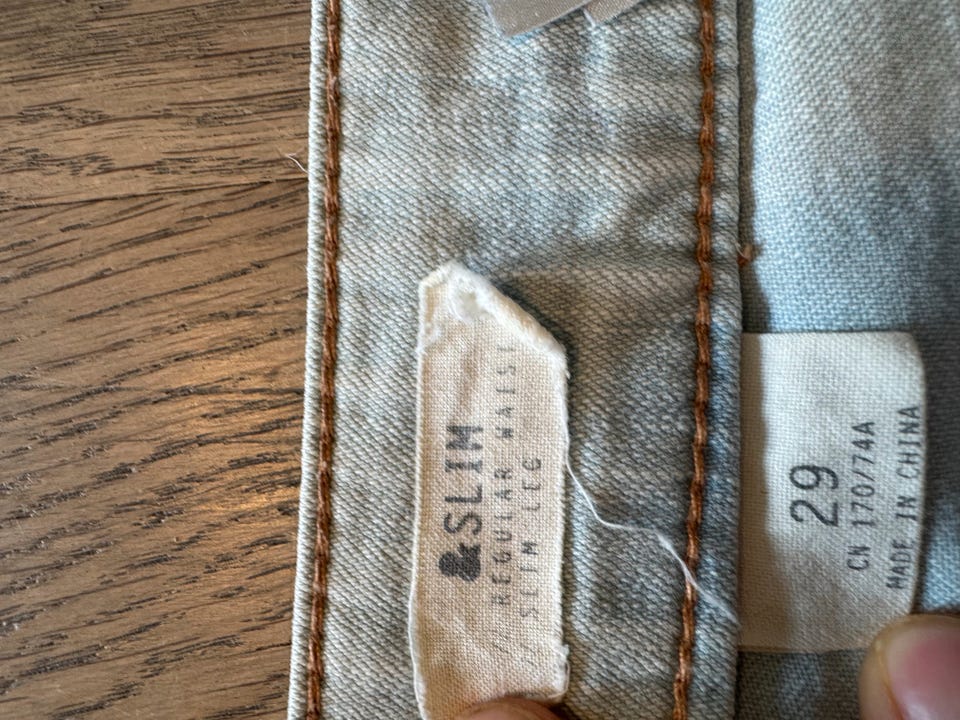 &SLIM
REGULAR WAIST
SLIM LEG
29
CN 170/74A
MADE IN CHINA